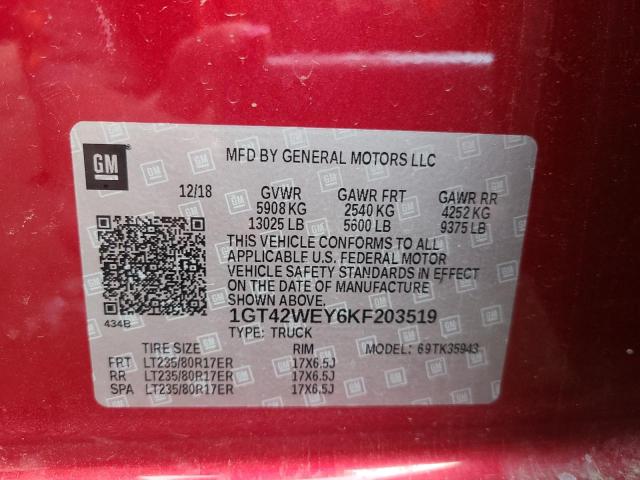 GM
MFD BY GENERAL MOTORS LLC
12/18 GVWR GAWR FRT GAWR RR
5908 KG 2540 KG 4252 KG
13025 LB 5600 LB 9375 LB
THIS VEHICLE CONFORMS TO ALL
APPLICABLE U.S. FEDERAL MOTOR
VEHICLE SAFETY STANDARDS IN EFFECT
ON THE DATE OF MANUFACTURE
SHOWN ABOVE.
434B
1GT42WEY6KF203519
TYPE: TRUCK
TIRE SIZE RIM MODEL: 69TK35943
FRT LT235/80R17ER 17X6.5J
RR LT235/80R17ER 17X6.5J
SPA LT235/80R17ER 17X6.5J